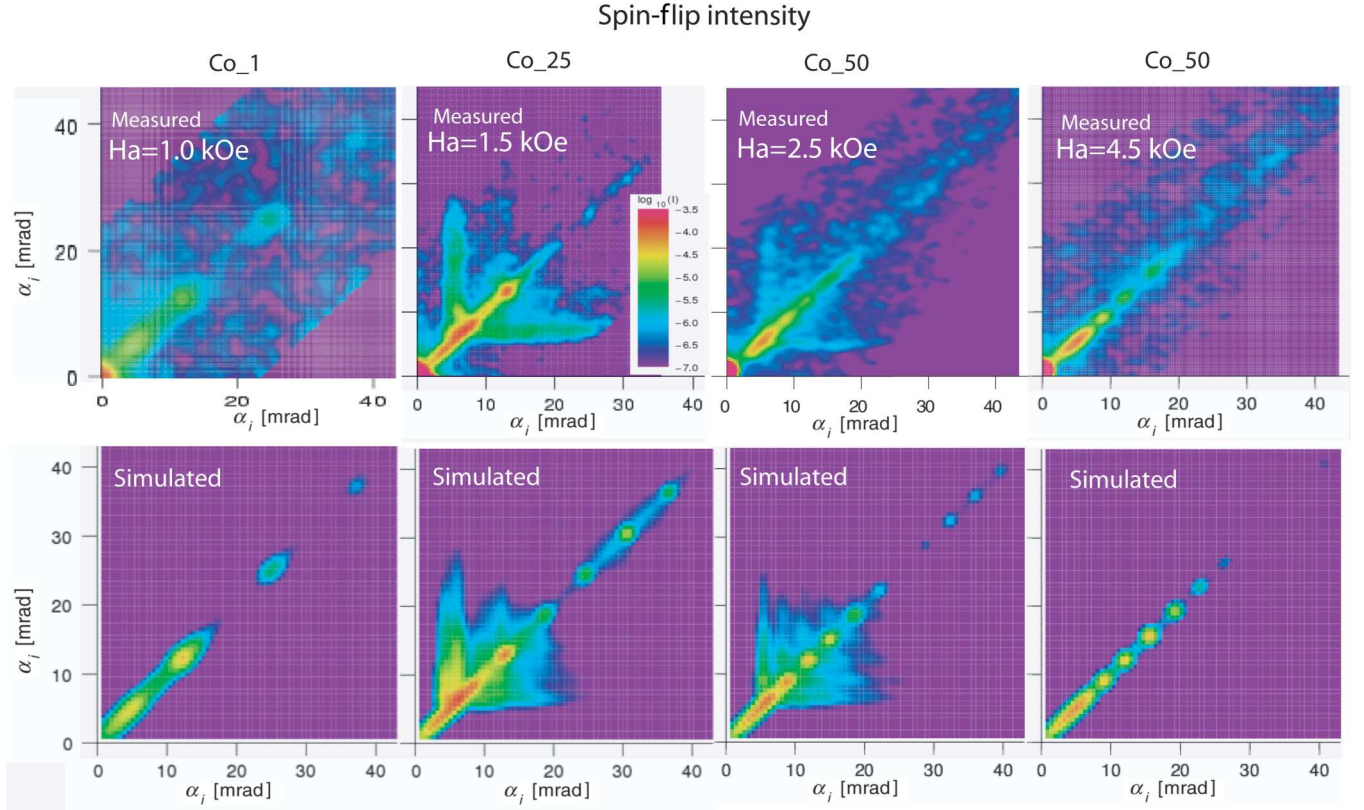 Spin-flip intensity
Co_1
Co_25
Co_50
Co_50
Measured
Ha=1.0 kOe
Measured
Ha=1.5 kOe
Measured
Ha=2.5 kOe
Measured
Ha=4.5 kOe
log 10 (I)
−3.5
−4.0
−4.5
−5.0
−5.5
−6.0
−6.5
−7.0
αi [mrad]
40
20
0
0 20 40
αi [mrad]
0 10 20 30 40
αi [mrad]
0 10 20 30 40
αi [mrad]
0 10 20 30 40
αi [mrad]
Simulated
Simulated
Simulated
Simulated
αi [mrad]
40
30
20
10
0
0 10 20 30 40
αi [mrad]
0 10 20 30 40
αi [mrad]
0 10 20 30 40
αi [mrad]
0 10 20 30 40
αi [mrad]